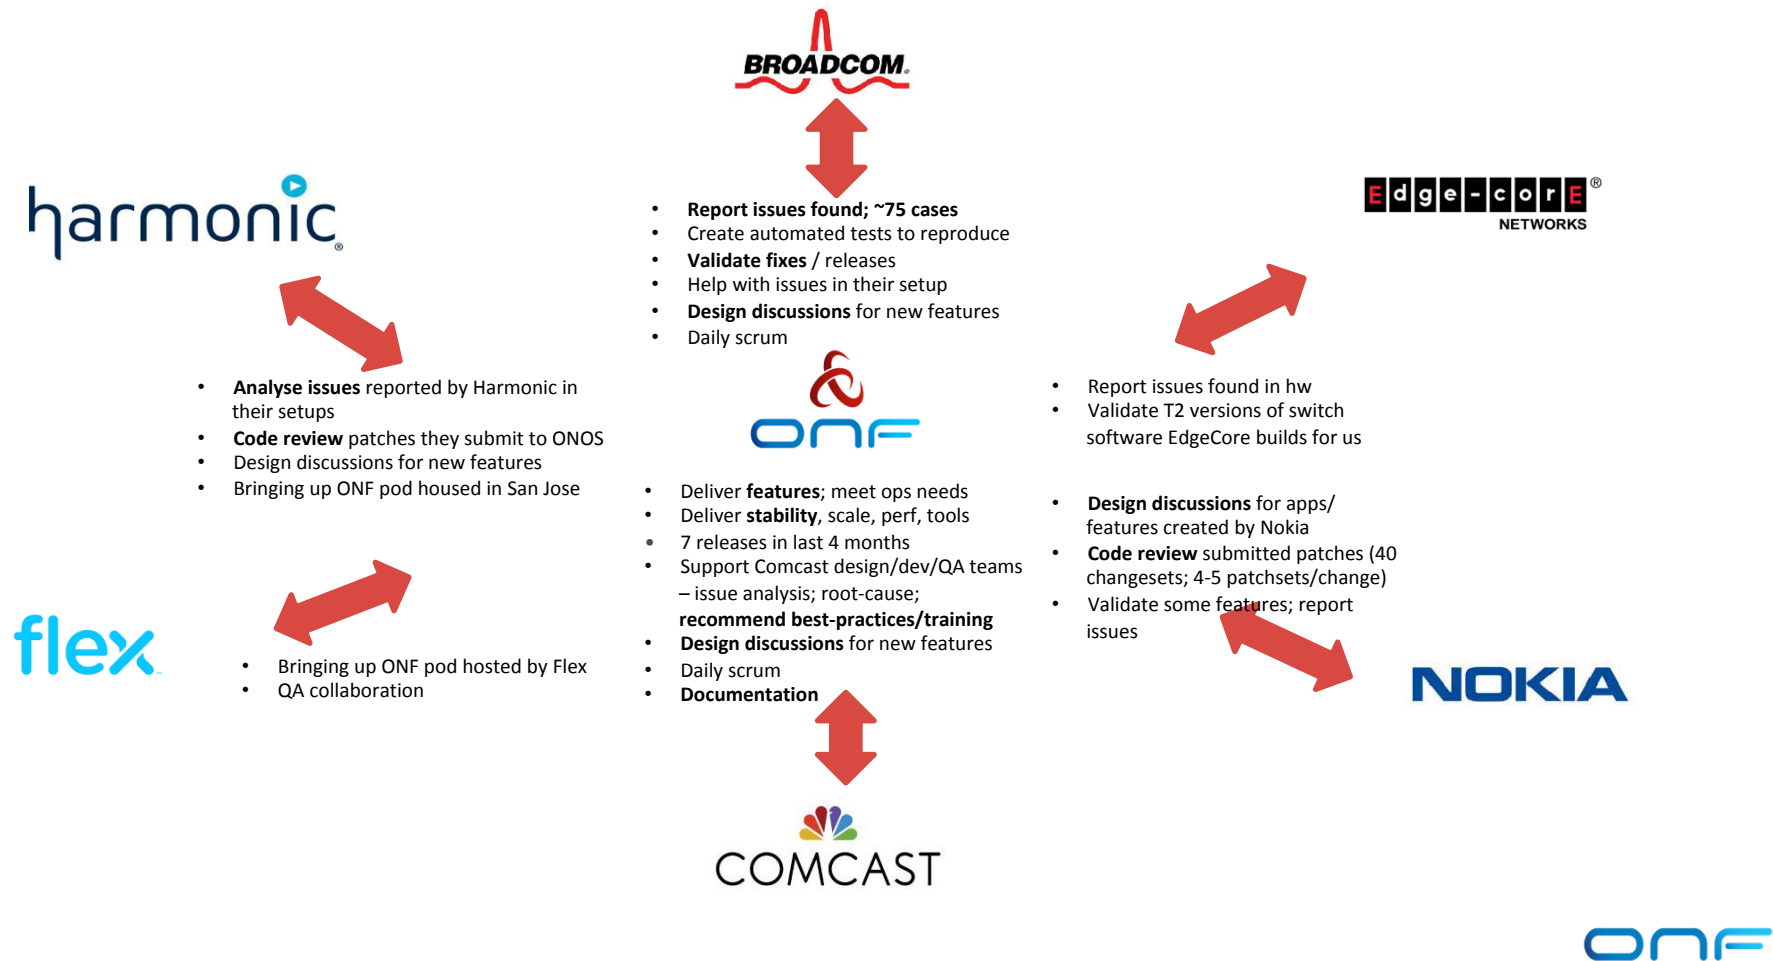 BROADCOM.
harmonic®
Edge-corE®
NETWORKS
• Report issues found; ~75 cases
• Create automated tests to reproduce
• Validate fixes / releases
• Help with issues in their setup
• Design discussions for new features
• Daily scrum
• Analyse issues reported by Harmonic in
their setups
• Code review patches they submit to ONOS
• Design discussions for new features
• Bringing up ONF pod housed in San Jose
ONF
• Report issues found in hw
• Validate T2 versions of switch
software EdgeCore builds for us
• Deliver features; meet ops needs
• Deliver stability, scale, perf, tools
• 7 releases in last 4 months
• Support Comcast design/dev/QA teams
– issue analysis; root-cause;
recommend best-practices/training
• Design discussions for new features
• Daily scrum
• Documentation
• Design discussions for apps/
features created by Nokia
• Code review submitted patches (40
changesets; 4-5 patchsets/change)
• Validate some features; report
issues
flex
• Bringing up ONF pod hosted by Flex
• QA collaboration
NOKIA
COMCAST
ONF